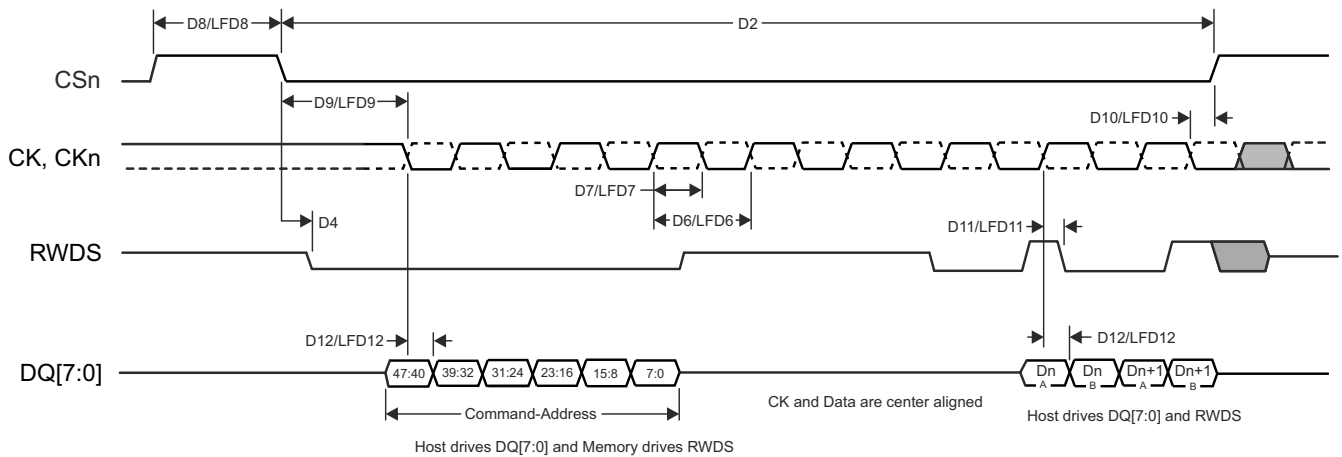 D8/LFD8
D2
CSn
D9/LFD9
D10/LFD10
CK, CKn
D7/LFD7
D6/LFD6
D4
D11/LFD11
RWDS
D12/LFD12
D12/LFD12
DQ[7:0]
47:40 39:32 31:24 23:16 15:8 7:0
Dn A Dn B Dn+1 A Dn+1 B
Command-Address
CK and Data are center aligned
Host drives DQ[7:0] and RWDS
Host drives DQ[7:0] and Memory drives RWDS